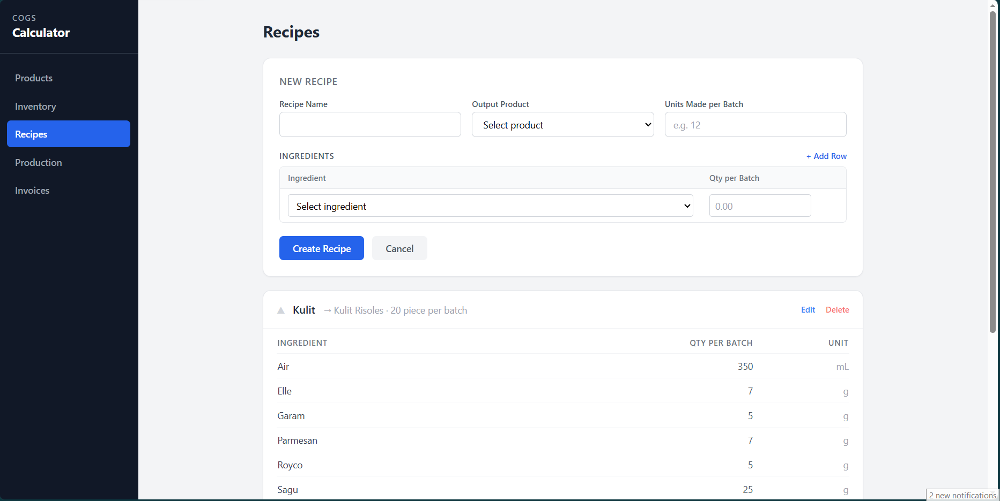 COGS
Calculator
Products
Inventory
Recipes
Production
Invoices
Recipes
NEW RECIPE
Recipe Name
Output Product
Units Made per Batch
Select product
e.g. 12
INGREDIENTS
+ Add Row
Ingredient
Qty per Batch
Select ingredient
0.00
Create Recipe
Cancel
▲ Kulit → Kulit Risoles · 20 piece per batch
Edit
Delete
INGREDIENT QTY PER BATCH UNIT
Air 350 mL
Elle 7 g
Garam 5 g
Parmesan 7 g
Royco 5 g
Sagu 25 g
2 new notifications